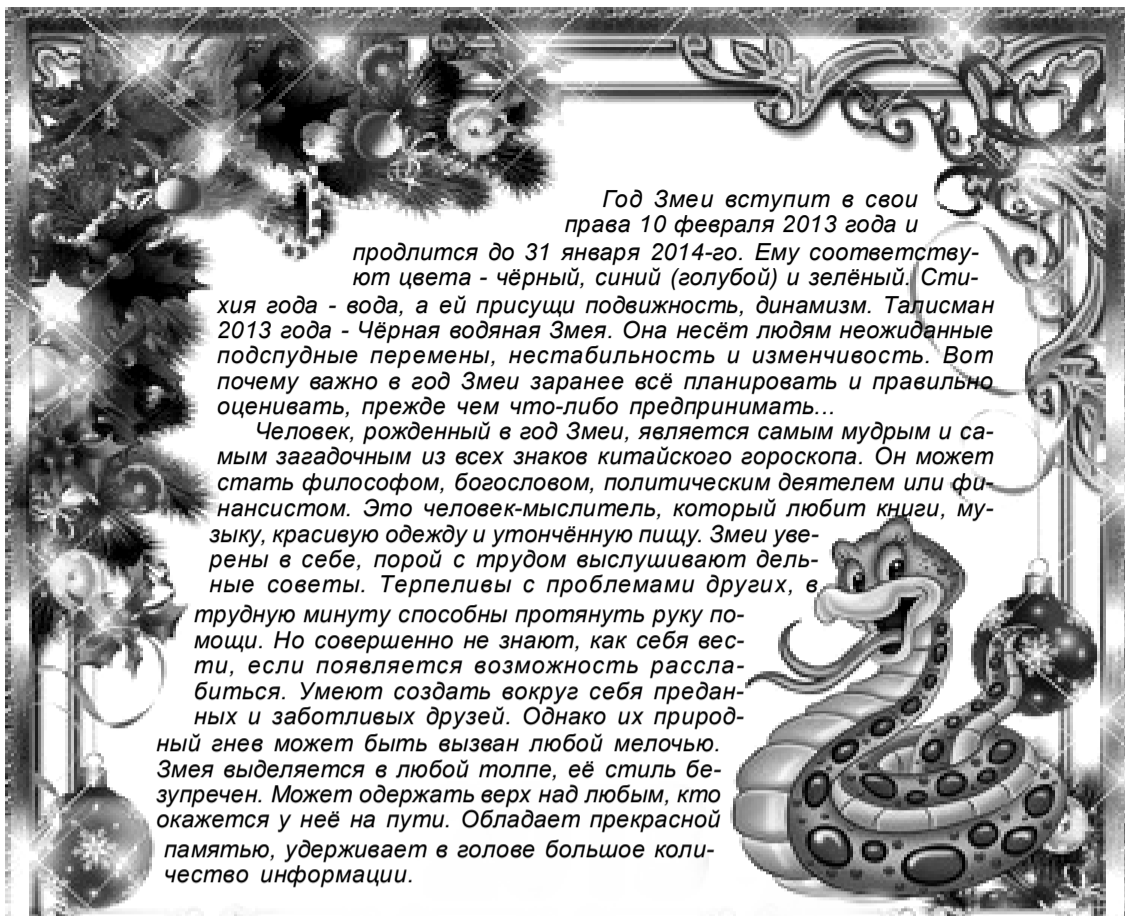 Год Змеи вступит в свои
права 10 февраля 2013 года и
продлится до 31 января 2014-го. Ему соответству-
ют цвета - чёрный, синий (голубой) и зелёный. Сти-
хия года - вода, а ей присущи подвижность, динамизм. Талисман
2013 года - Чёрная водяная Змея. Она несёт людям неожиданные
подспудные перемены, нестабильность и изменчивость. Вот
почему важно в год Змеи заранее всё планировать и правильно
оценивать, прежде чем что-либо предпринимать...
Человек, рожденный в год Змеи, является самым мудрым и са-
мым загадочным из всех знаков китайского гороскопа. Он может
стать философом, богословом, политическим деятелем или фи-
нансистом. Это человек-мыслитель, который любит книги, му-
зыку, красивую одежду и утончённую пищу. Змеи уве-
рены в себе, порой с трудом выслушивают дель-
ные советы. Терпеливы с проблемами других, в
трудную минуту способны протянуть руку по-
мощи. Но совершенно не знают, как себя вес-
ти, если появляется возможность рассла-
биться. Умеют создать вокруг себя предан-
ных и заботливых друзей. Однако их природ-
ный гнев может быть вызван любой мелочью.
Змея выделяется в любой толпе, её стиль бе-
зупречен. Может одержать верх над любым, кто
окажется у неё на пути. Обладает прекрасной
памятью, удерживает в голове большое коли-
чество информации.